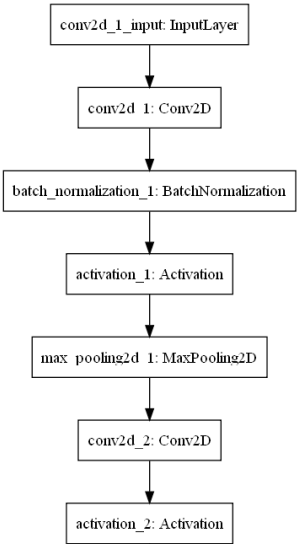 conv2d_1_input: InputLayer
conv2d_1: Conv2D
batch_normalization_1: BatchNormalization
activation_1: Activation
max_pooling2d_1: MaxPooling2D
conv2d_2: Conv2D
activation_2: Activation